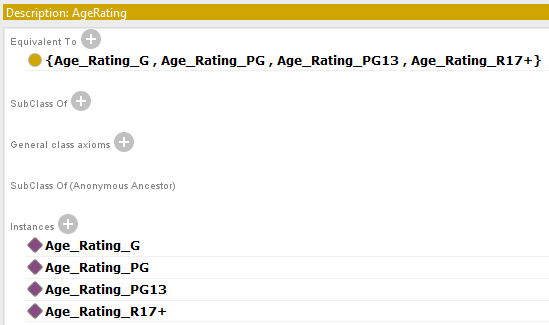 Description: AgeRating
Equivalent To
{Age_Rating_G , Age_Rating_PG , Age_Rating_PG13 , Age_Rating_R17+}
SubClass Of
General class axioms
SubClass Of (Anonymous Ancestor)
Instances
Age_Rating_G
Age_Rating_PG
Age_Rating_PG13
Age_Rating_R17+